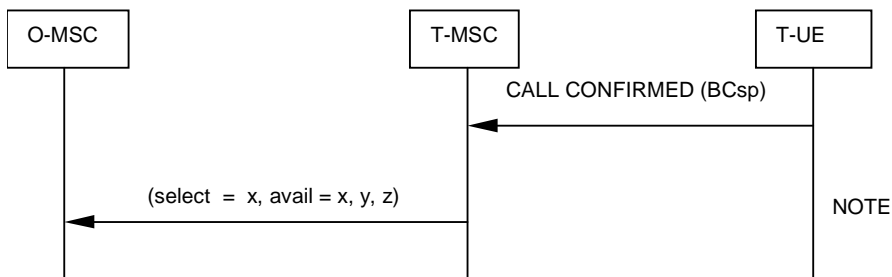 O-MSC
T-MSC
T-UE
CALL CONFIRMED (BCsp)
(select = x, avail = x, y, z)
NOTE